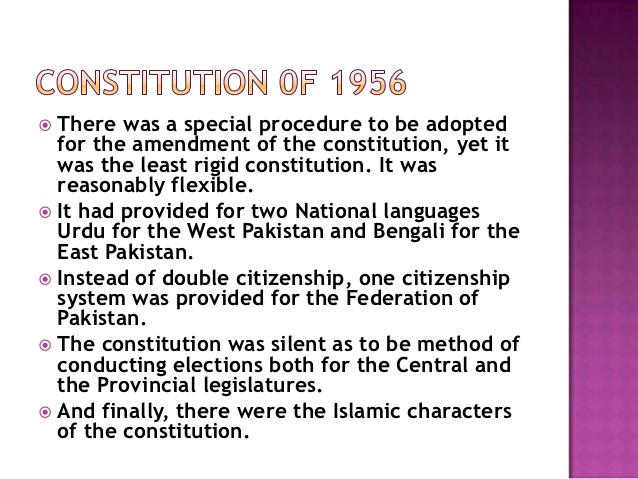 CONSTITUTION 0F 1956
There was a special procedure to be adopted
for the amendment of the constitution, yet it
was the least rigid constitution. It was
reasonably flexible.
It had provided for two National languages
Urdu for the West Pakistan and Bengali for the
East Pakistan.
Instead of double citizenship, one citizenship
system was provided for the Federation of
Pakistan.
The constitution was silent as to be method of
conducting elections both for the Central and
the Provincial legislatures.
And finally, there were the Islamic characters
of the constitution.